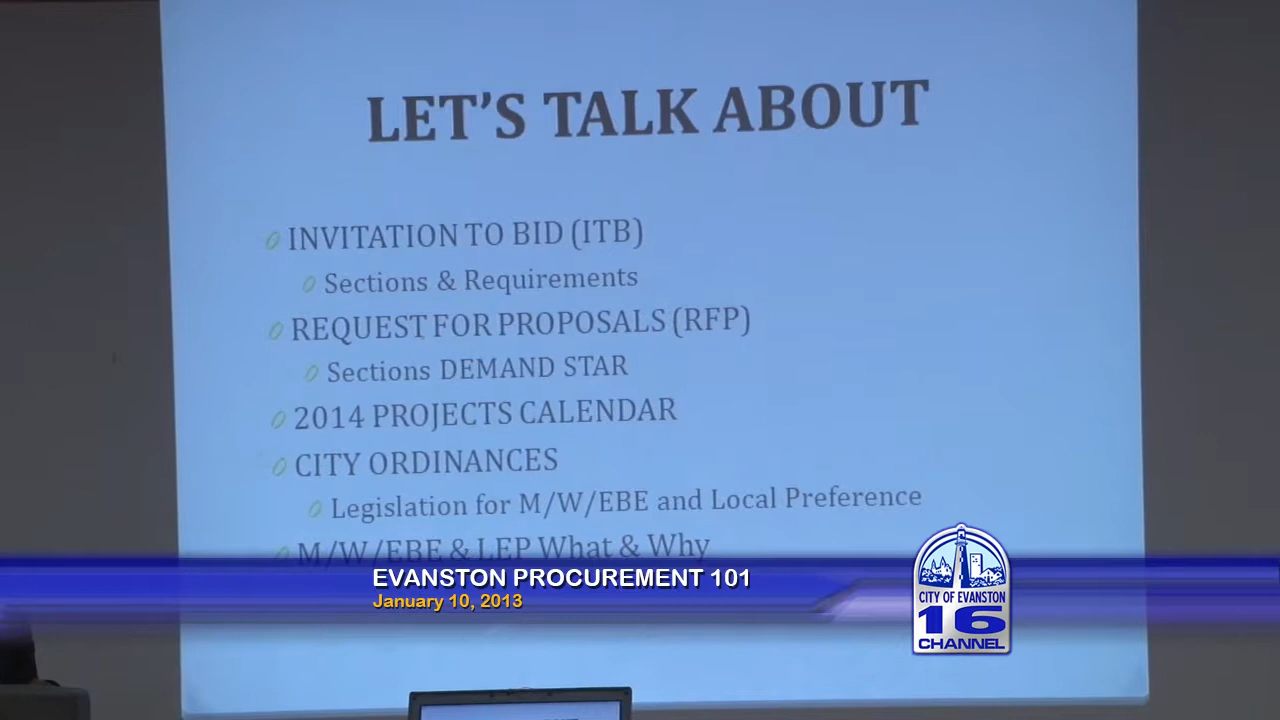 LET'S TALK ABOUT
INVITATION TO BID (ITB)
Sections & Requirements
REQUEST FOR PROPOSALS (RFP)
Sections DEMAND STAR
2014 PROJECTS CALENDAR
CITY ORDINANCES
Legislation for M/W/EBE and Local Preference
M/W/EBE & LEP What & Why
EVANSTON PROCUREMENT 101
January 10, 2013
CITY OF EVANSTON
16
CHANNEL